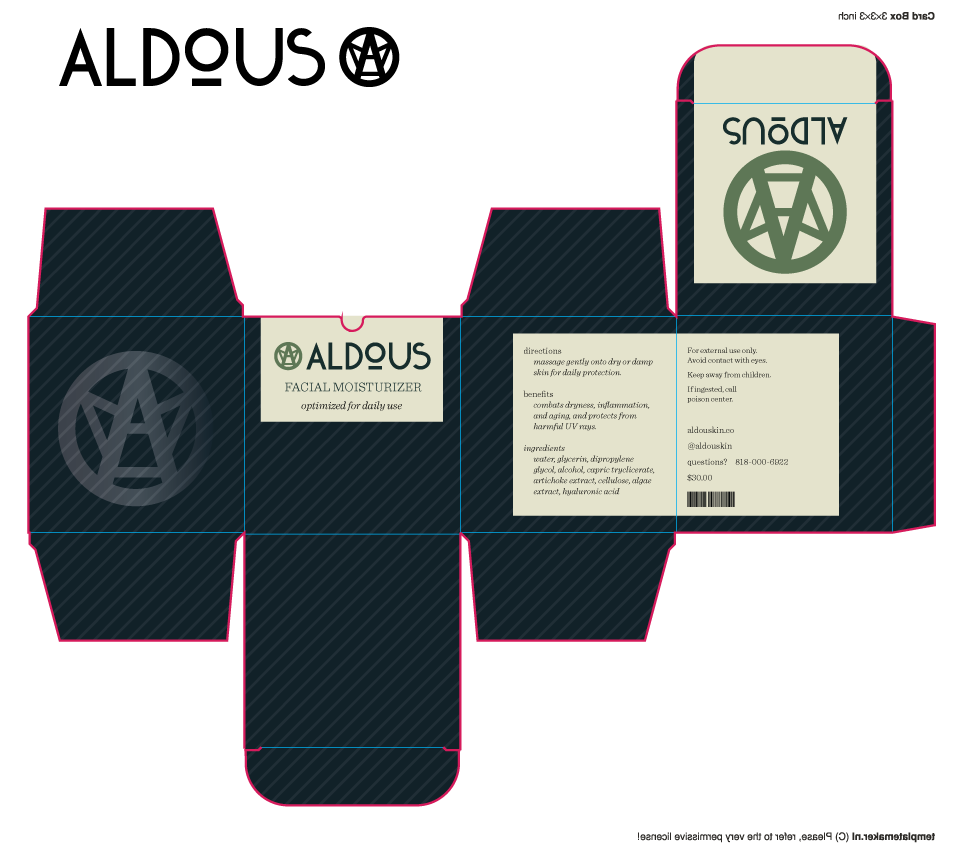 Card Box 3x3x3 inch
ALDOUS
ALDOUS
ALDOUS
FACIAL MOISTURIZER
optimized for daily use
directions
massage gently onto dry or damp
skin for daily protection.
benefits
combats dryness, inflammation,
and aging, and protects from
harmful UV rays.
ingredients
water, glycerin, dipropylene
glycol, alcohol, capric tryclicerate,
artichoke extract, cellulose, algae
extract, hyaluronic acid
For external use only.
Avoid contact with eyes.
Keep away from children.
If ingested, call
poison center.
aldouskin.co
@aldouskin
questions? 818-000-6922
$30.00
templatemaker.nl (C) Please, refer to the very permissive license!